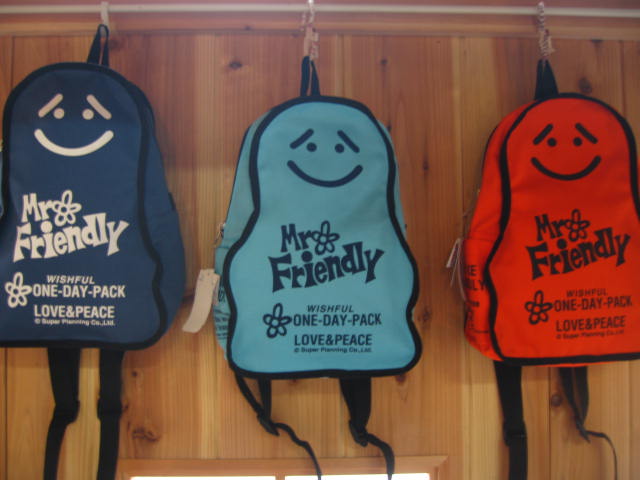 Mr
Friendly
WISHFUL
ONE-DAY-PACK
LOVE&PEACE
© Super Planning Co.,Ltd.
Mr
Friendly
WISHFUL
ONE-DAY-PACK
LOVE&PEACE
© Super Planning Co.,Ltd.
Mr
Friendly
WISHFUL
ONE-DAY-PACK
LOVE&PEACE
© Super Planning Co.,Ltd.